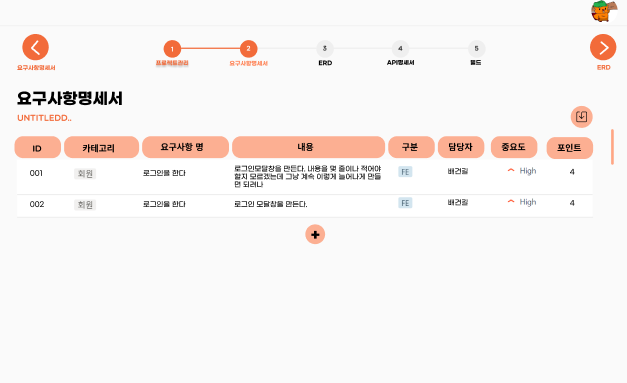 1 2 3 4 5
요구사항명세서 프로젝트관리 요구사항명세서 ERD API명세서 빌드 ERD
요구사항명세서
UNTITLEDD..
ID 카테고리 요구사항 명 내용 구분 담당자 중요도 포인트
001 회원 로그인을 한다 로그인모달창을 만든다. 내용을 몇 줄이나 적어야
할지 모르겠는데 그냥 계속 이렇게 늘어나게 만들
면 되려나 FE 배건길 High 4
002 회원 로그인을 한다 로그인 모달창을 만든다. FE 배건길 High 4